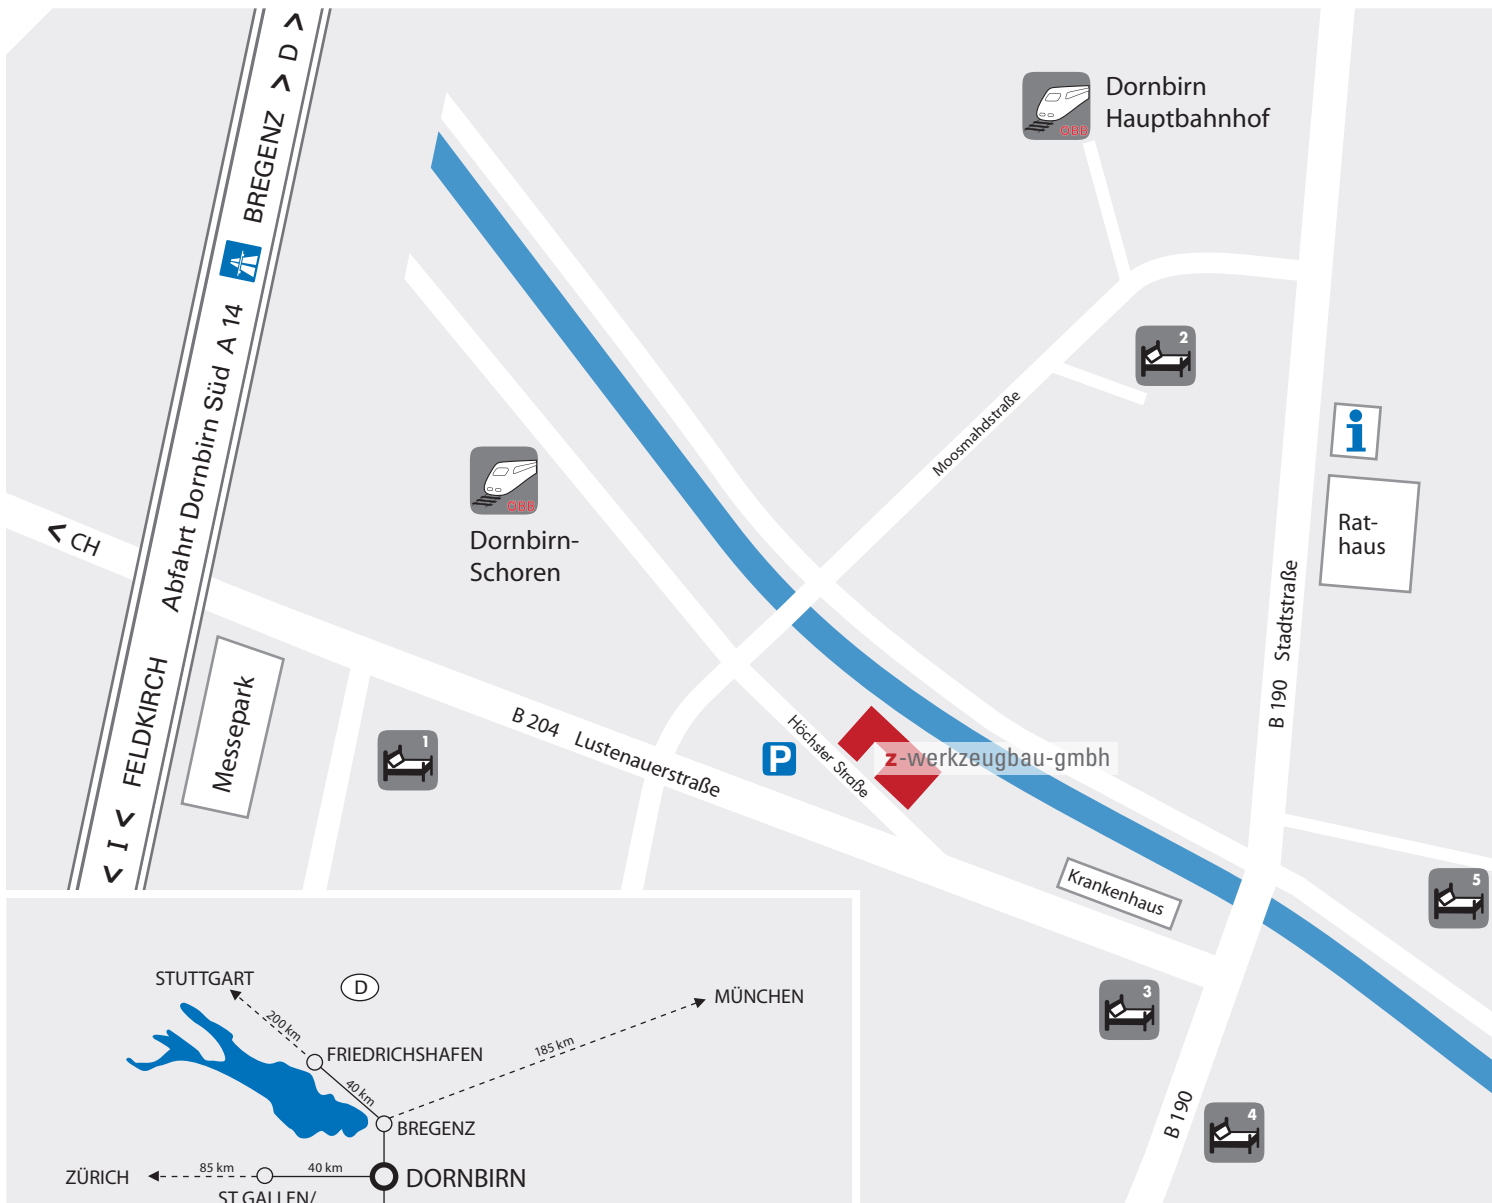 < I < FELDKIRCH Abfahrt Dornbirn Süd A 14 BREGENZ > D >
ÖBB
Dornbirn
Hauptbahnhof
2
Moosmahdstraße
i
Rat-
haus
ÖBB
Dornbirn-
Schoren
< CH
Messepark
1
B 204 Lustenauerstraße
P
Höchster Straße
z-werkzeugbau-gmbh
B 190 Stadtstraße
Krankenhaus
5
3
4
B 190
STUTTGART
D
MÜNCHEN
200 km
185 km
FRIEDRICHSHAFEN
40 km
BREGENZ
ZÜRICH
85 km
40 km
DORNBIRN
ST.GALLEN/